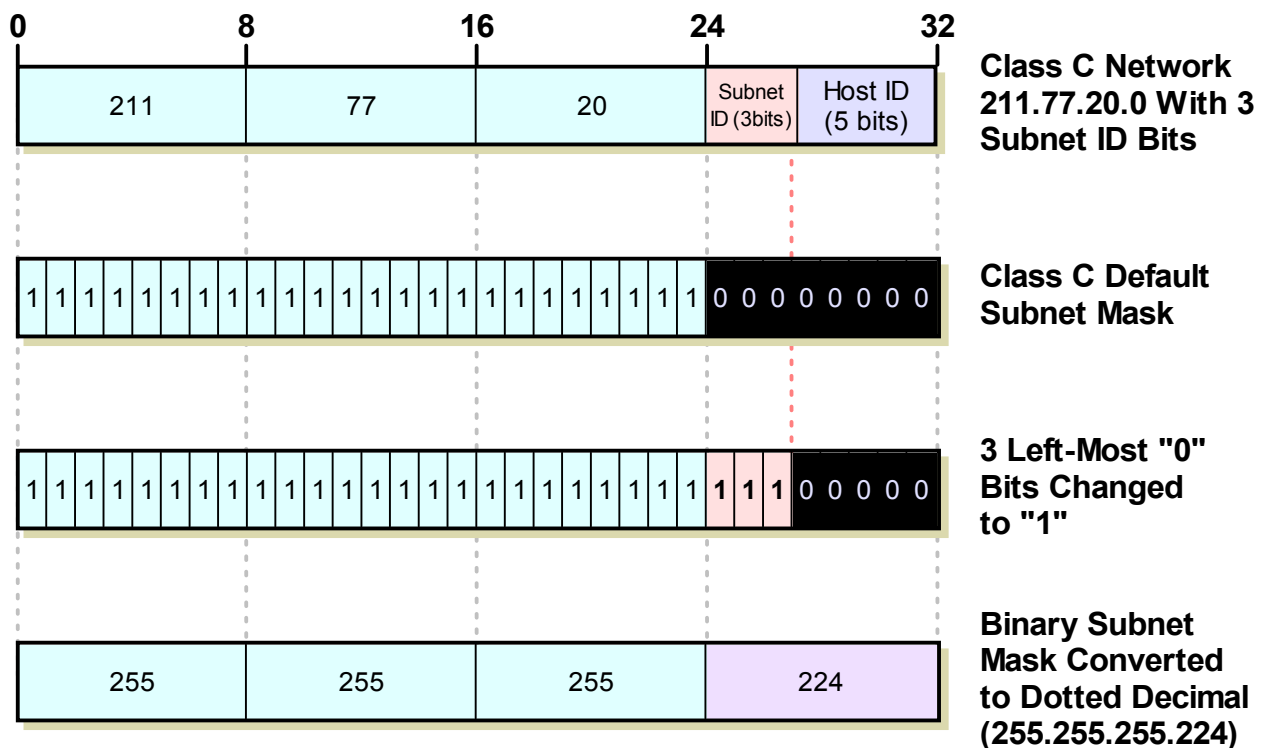 0 8 16 24 32
211 77 20 Subnet ID (3bits) Host ID (5 bits)
Class C Network
211.77.20.0 With 3
Subnet ID Bits
1 1 1 1 1 1 1 1 1 1 1 1 1 1 1 1 1 1 1 1 1 1 1 1 0 0 0 0 0 0 0 0
Class C Default
Subnet Mask
1 1 1 1 1 1 1 1 1 1 1 1 1 1 1 1 1 1 1 1 1 1 1 1 1 1 1 0 0 0 0 0
3 Left-Most "0"
Bits Changed
to "1"
255 255 255 224
Binary Subnet
Mask Converted
to Dotted Decimal
(255.255.255.224)